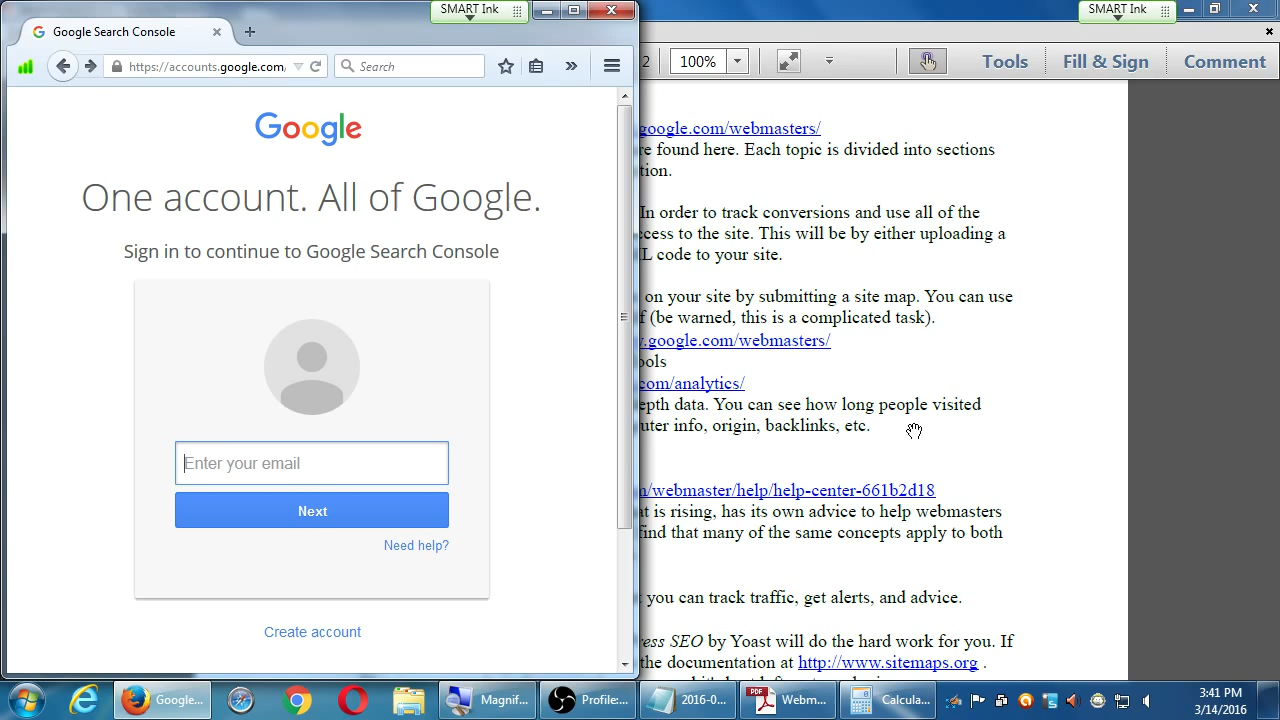 SMART Ink
SMART Ink
Google Search Console
https://accounts.google.com
Search
2
100%
Tools
Fill & Sign
Comment
Google
One account. All of Google.
Sign in to continue to Google Search Console
Enter your email
Next
Need help?
Create account
google.com/webmasters/
re found here. Each topic is divided into sections
tion.
In order to track conversions and use all of the
ccess to the site. This will be by either uploading a
L code to your site.
on your site by submitting a site map. You can use
f (be warned, this is a complicated task).
.google.com/webmasters/
ools
com/analytics/
epth data. You can see how long people visited
uter info, origin, backlinks, etc.
/webmaster/help/help-center-661b2d18
at is rising, has its own advice to help webmasters
find that many of the same concepts apply to both
you can track traffic, get alerts, and advice.
ress SEO by Yoast will do the hard work for you. If
the documentation at http://www.sitemaps.org .
Google...
Magnif...
Profile:...
2016-0...
Webm...
Calcula...
3:41 PM
3/14/2016